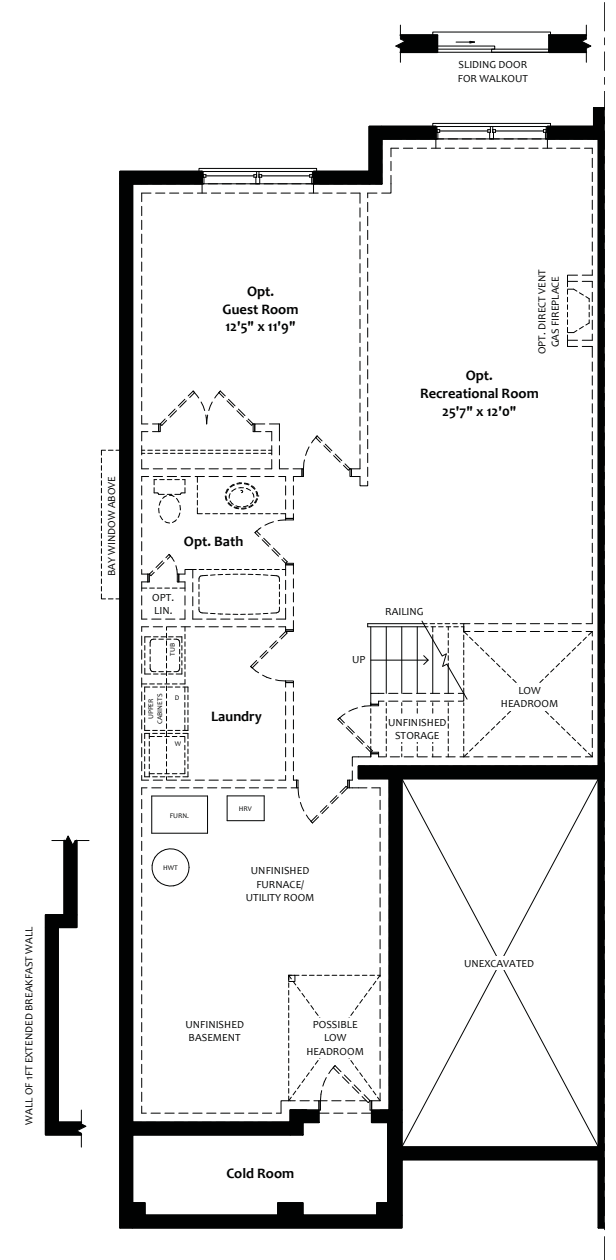 SLIDING DOOR
FOR WALKOUT
Opt.
Guest Room
12'5" x 11'9"
OPT. DIRECT VENT
GAS FIREPLACE
Opt.
Recreational Room
25'7" x 12'0"
BAY WINDOW ABOVE
Opt. Bath
OPT.
LIN.
RAILING
UP
TUB
UPPER
CABINETS
D
W
Laundry
LOW
HEADROOM
UNFINISHED
STORAGE
FURN.
HRV
HWT
UNFINISHED
FURNACE/
UTILITY ROOM
WALL OF 1FT EXTENDED BREAKFAST WALL
UNEXCAVATED
UNFINISHED
BASEMENT
POSSIBLE
LOW
HEADROOM
Cold Room